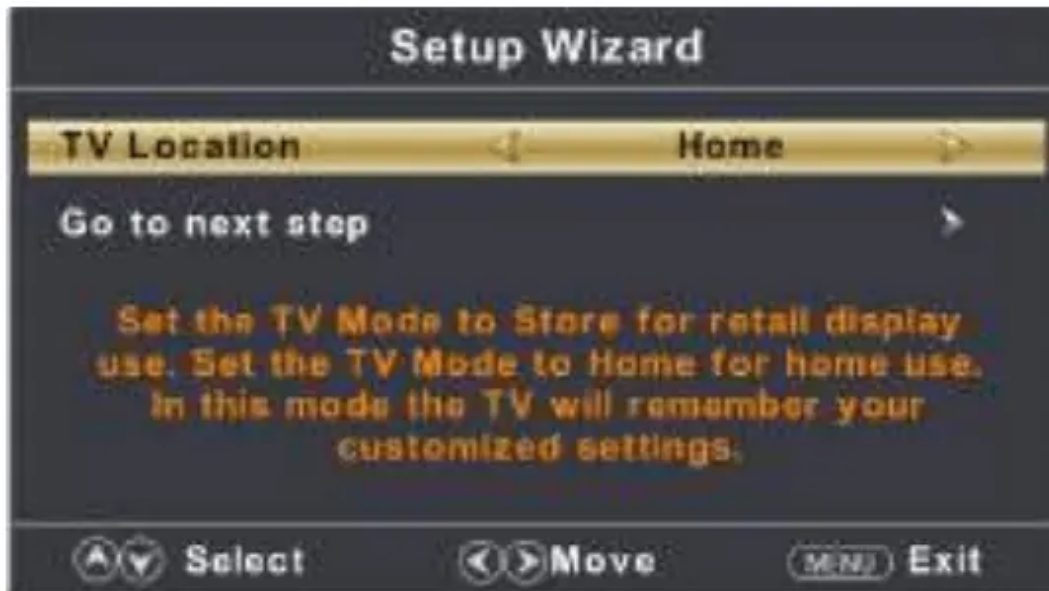 Setup Wizard
TV Location Home
Go to next step
Set the TV Mode to Store for retail display
use. Set the TV Mode to Home for home use.
In this mode the TV will remember your
customized settings.
Select Move MENU Exit